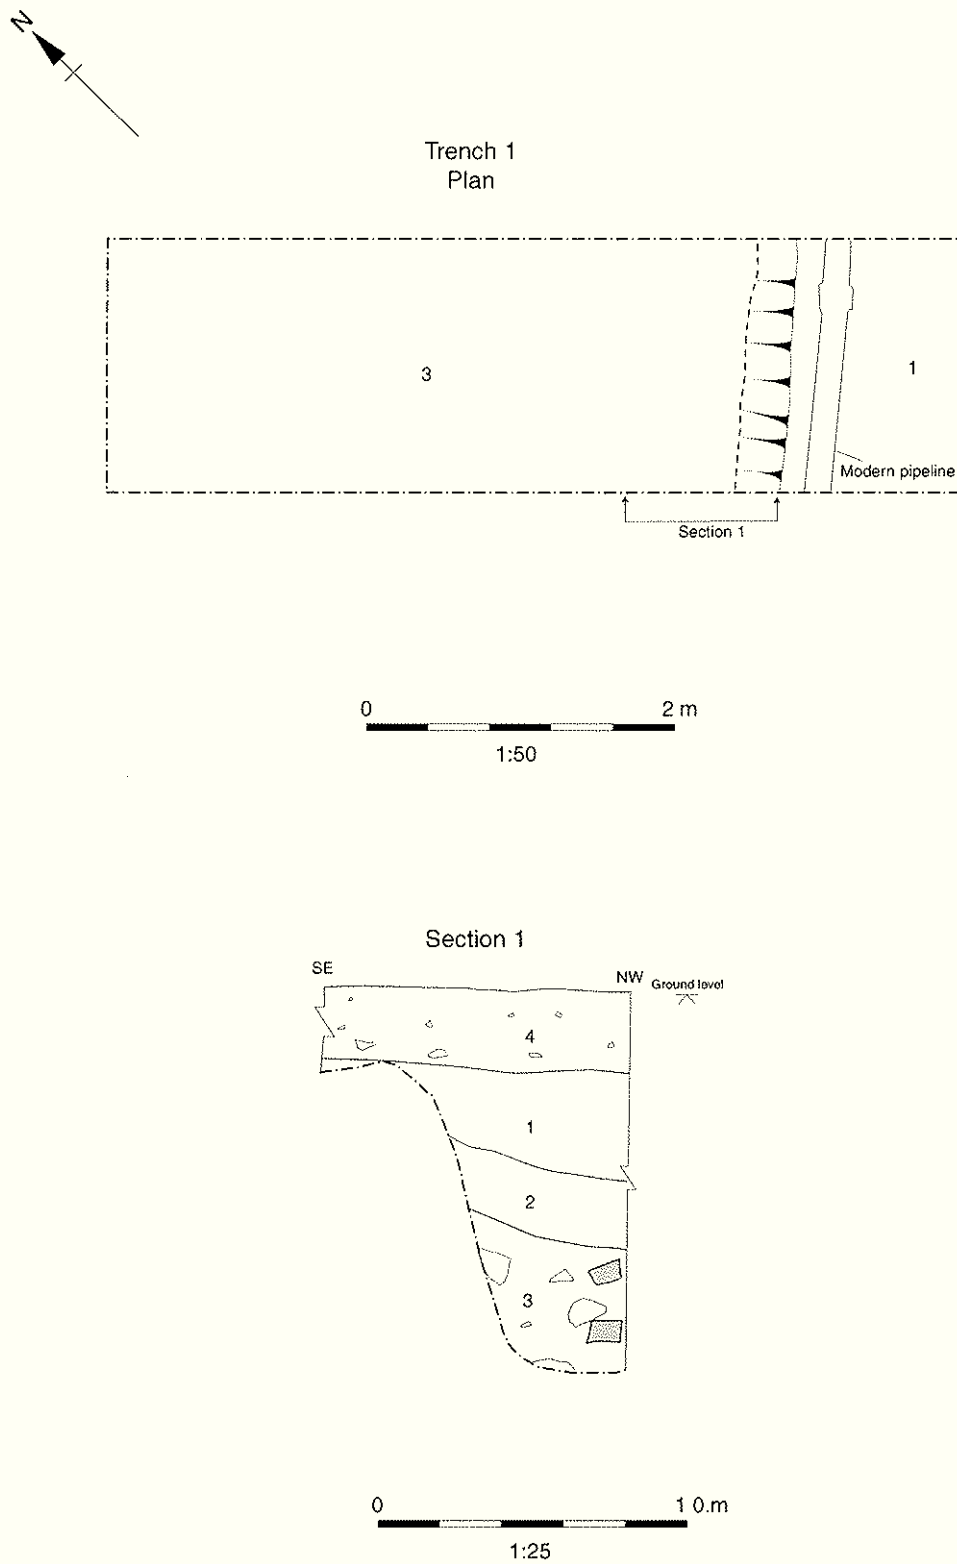 N
Trench 1
Plan
3
1
Modern pipeline
Section 1
0 2 m
1:50
Section 1
SE
NW Ground level
4
1
2
3
0 1 0.m
1:25